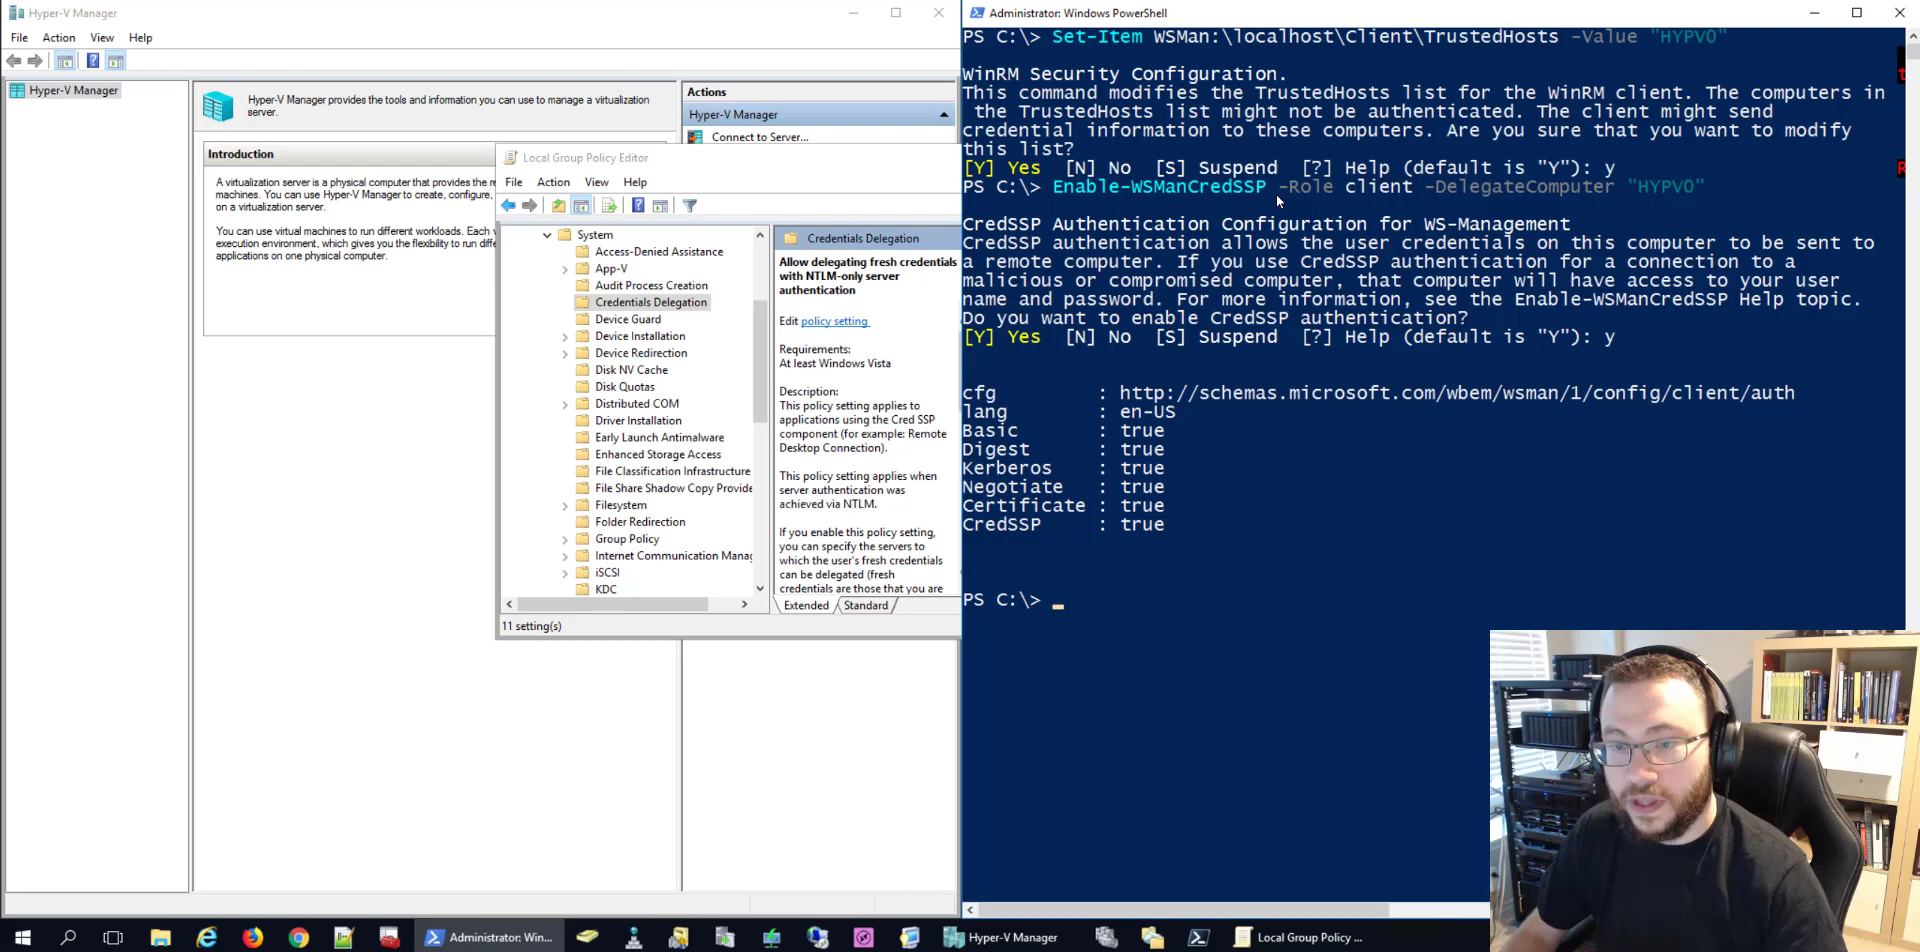 Hyper-V Manager
File Action View Help
Hyper-V Manager
Hyper-V Manager provides the tools and information you can use to manage a virtualization
server.
Introduction
A virtualization server is a physical computer that provides the re
machines. You can use Hyper-V Manager to create, configure,
on a virtualization server.
You can use virtual machines to run different workloads. Each v
execution environment, which gives you the flexibility to run diffe
applications on one physical computer.
Actions
Hyper-V Manager
Connect to Server...
Local Group Policy Editor
File Action View Help
System
Access-Denied Assistance
App-V
Audit Process Creation
Credentials Delegation
Device Guard
Device Installation
Device Redirection
Disk NV Cache
Disk Quotas
Distributed COM
Driver Installation
Early Launch Antimalware
Enhanced Storage Access
File Classification Infrastructure
File Share Shadow Copy Provide
Filesystem
Folder Redirection
Group Policy
Internet Communication Manag
iSCSI
KDC
Credentials Delegation
Allow delegating fresh credentials
with NTLM-only server
authentication
Edit policy setting
Requirements:
At least Windows Vista
Description:
This policy setting applies to
applications using the Cred SSP
component (for example: Remote
Desktop Connection).
This policy setting applies when
server authentication was
achieved via NTLM.
If you enable this policy setting,
you can specify the servers to
which the user's fresh credentials
can be delegated (fresh
credentials are those that you are
Extended Standard
11 setting(s)
Administrator: Windows PowerShell
PS C:\> Set-Item WSMan:\localhost\Client\TrustedHosts -Value "HYPV0"
WinRM Security Configuration.
This command modifies the TrustedHosts list for the WinRM client. The computers in
the TrustedHosts list might not be authenticated. The client might send
credential information to these computers. Are you sure that you want to modify
this list?
[Y] Yes [N] No [S] Suspend [?] Help (default is "Y"): y
PS C:\> Enable-WSManCredSSP -Role client -DelegateComputer "HYPV0"
CredSSP Authentication Configuration for WS-Management
CredSSP authentication allows the user credentials on this computer to be sent to
a remote computer. If you use CredSSP authentication for a connection to a
malicious or compromised computer, that computer will have access to your user
name and password. For more information, see the Enable-WSManCredSSP Help topic.
Do you want to enable CredSSP authentication?
[Y] Yes [N] No [S] Suspend [?] Help (default is "Y"): y
cfg : http://schemas.microsoft.com/wbem/wsman/1/config/client/auth
lang : en-US
Basic : true
Digest : true
Kerberos : true
Negotiate : true
Certificate : true
CredSSP : true
PS C:\>
Administrator: Win...
Hyper-V Manager
Local Group Policy ...